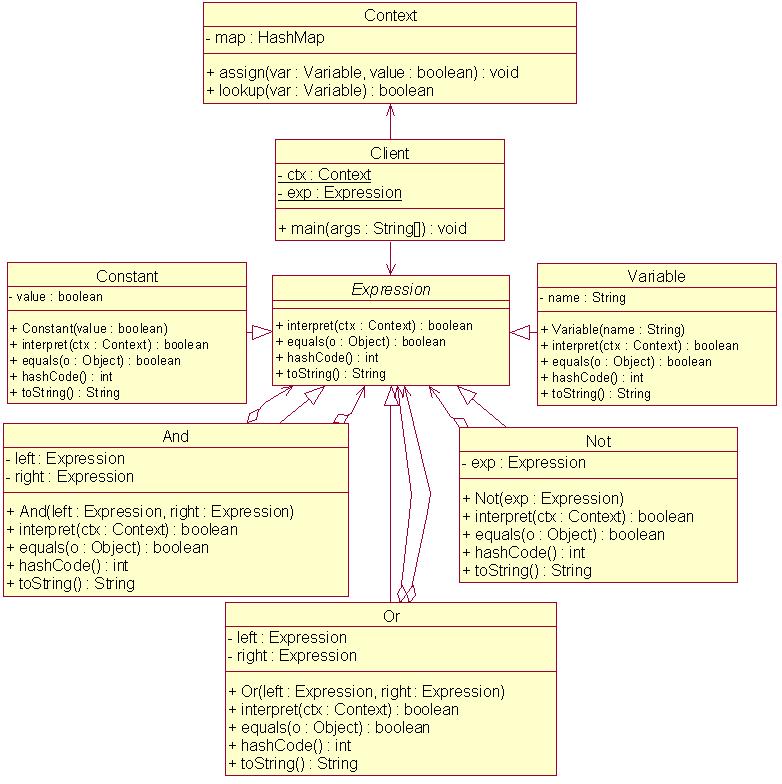 Context
- map : HashMap
+ assign(var : Variable, value : boolean) : void
+ lookup(var : Variable) : boolean
Client
- ctx : Context
- exp : Expression
+ main(args : String[]) : void
Constant
- value : boolean
+ Constant(value : boolean)
+ interpret(ctx : Context) : boolean
+ equals(o : Object) : boolean
+ hashCode() : int
+ toString() : String
Expression
+ interpret(ctx : Context) : boolean
+ equals(o : Object) : boolean
+ hashCode() : int
+ toString() : String
Variable
- name : String
+ Variable(name : String)
+ interpret(ctx : Context) : boolean
+ equals(o : Object) : boolean
+ hashCode() : int
+ toString() : String
And
- left : Expression
- right : Expression
+ And(left : Expression, right : Expression)
+ interpret(ctx : Context) : boolean
+ equals(o : Object) : boolean
+ hashCode() : int
+ toString() : String
Not
- exp : Expression
+ Not(exp : Expression)
+ interpret(ctx : Context) : boolean
+ equals(o : Object) : boolean
+ hashCode() : int
+ toString() : String
Or
- left : Expression
- right : Expression
+ Or(left : Expression, right : Expression)
+ interpret(ctx : Context) : boolean
+ equals(o : Object) : boolean
+ hashCode() : int
+ toString() : String